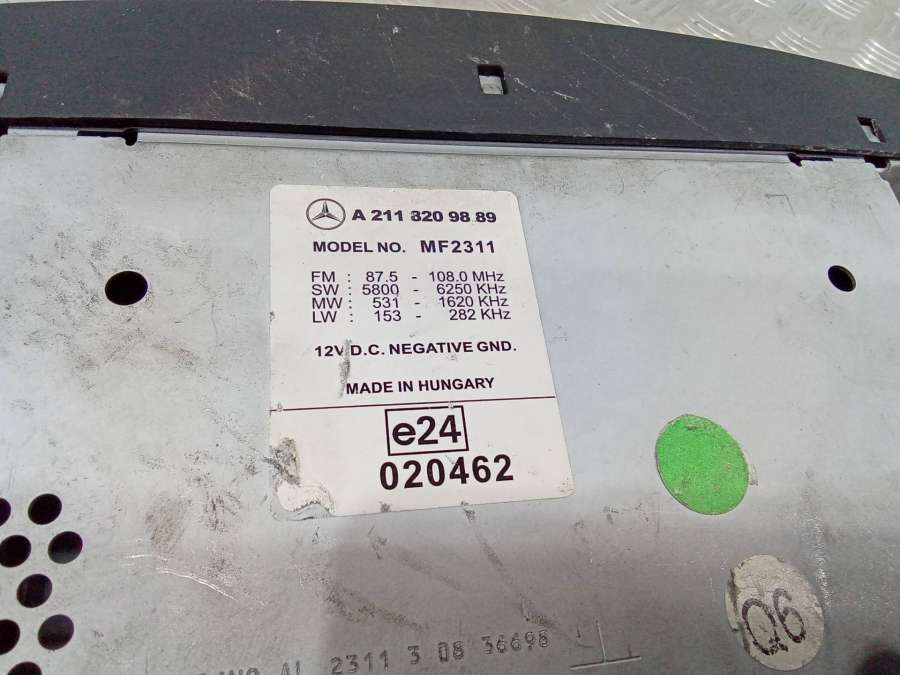 A 211 820 98 89
MODEL NO. MF2311
FM : 87.5 - 108.0 MHz
SW : 5800 - 6250 KHz
MW : 531 - 1620 KHz
LW : 153 - 282 KHz
12V D.C. NEGATIVE GND.
MADE IN HUNGARY
e24
020462
Q6
AL 2311 3 08 36698